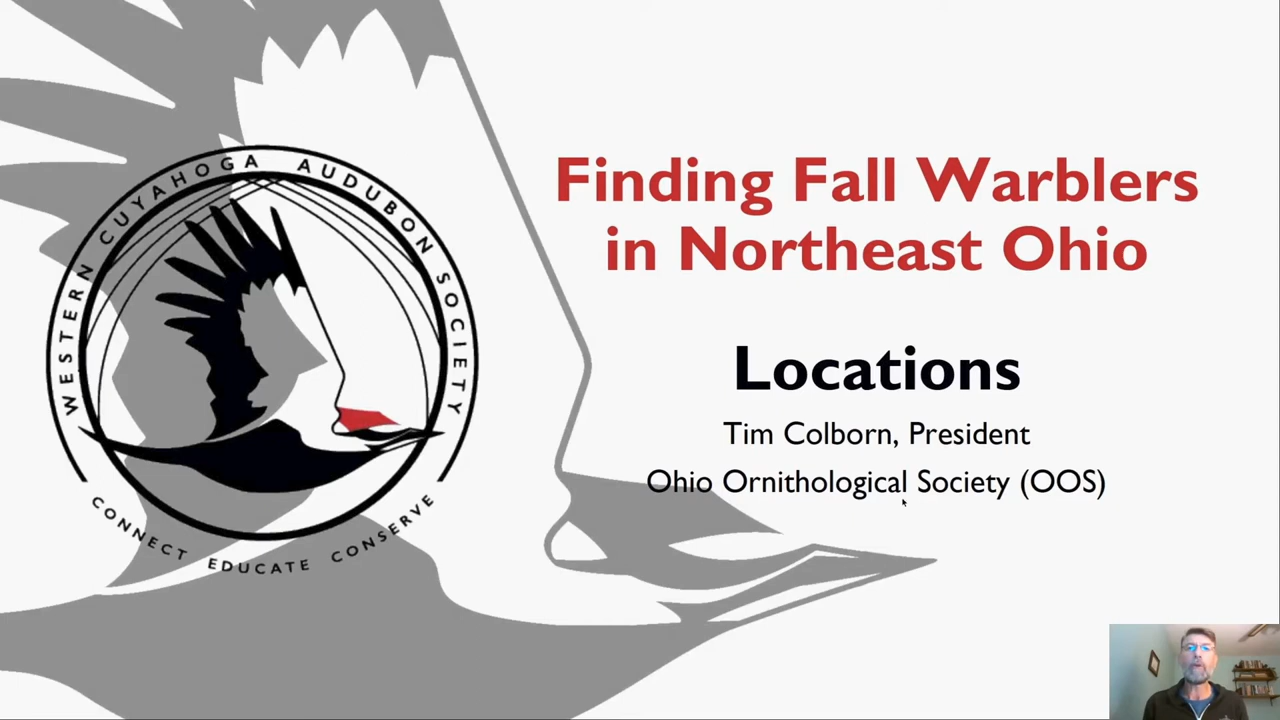 WESTERN CUYAHOGA AUDUBON SOCIETY
CONNECT EDUCATE CONSERVE
Finding Fall Warblers
in Northeast Ohio
Locations
Tim Colborn, President
Ohio Ornithological Society (OOS)